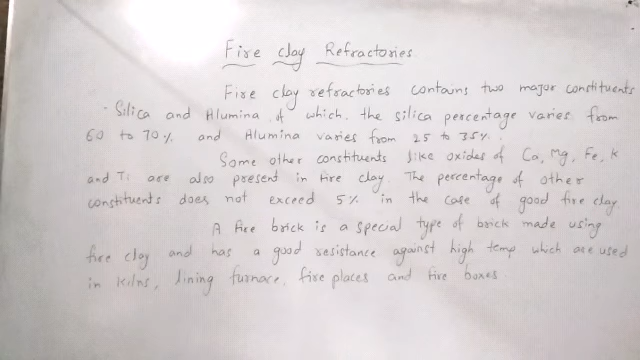 Fire clay Refractories
Fire clay refractories contains two major constituents
. Silica and Alumina of which. the silica percentage varies from
60 to 70% and Alumina varies from 25 to 35%.
Some other constituents like oxides of Ca, Mg, Fe, K
and Ti are also present in fire clay. The percentage of other
constituents does not exceed 5% in the case of good fire clay
A fire brick is a special type of brick made using
fire clay and has a good resistance against high temp which are used
in kilns, lining furnace, fire places and fire boxes